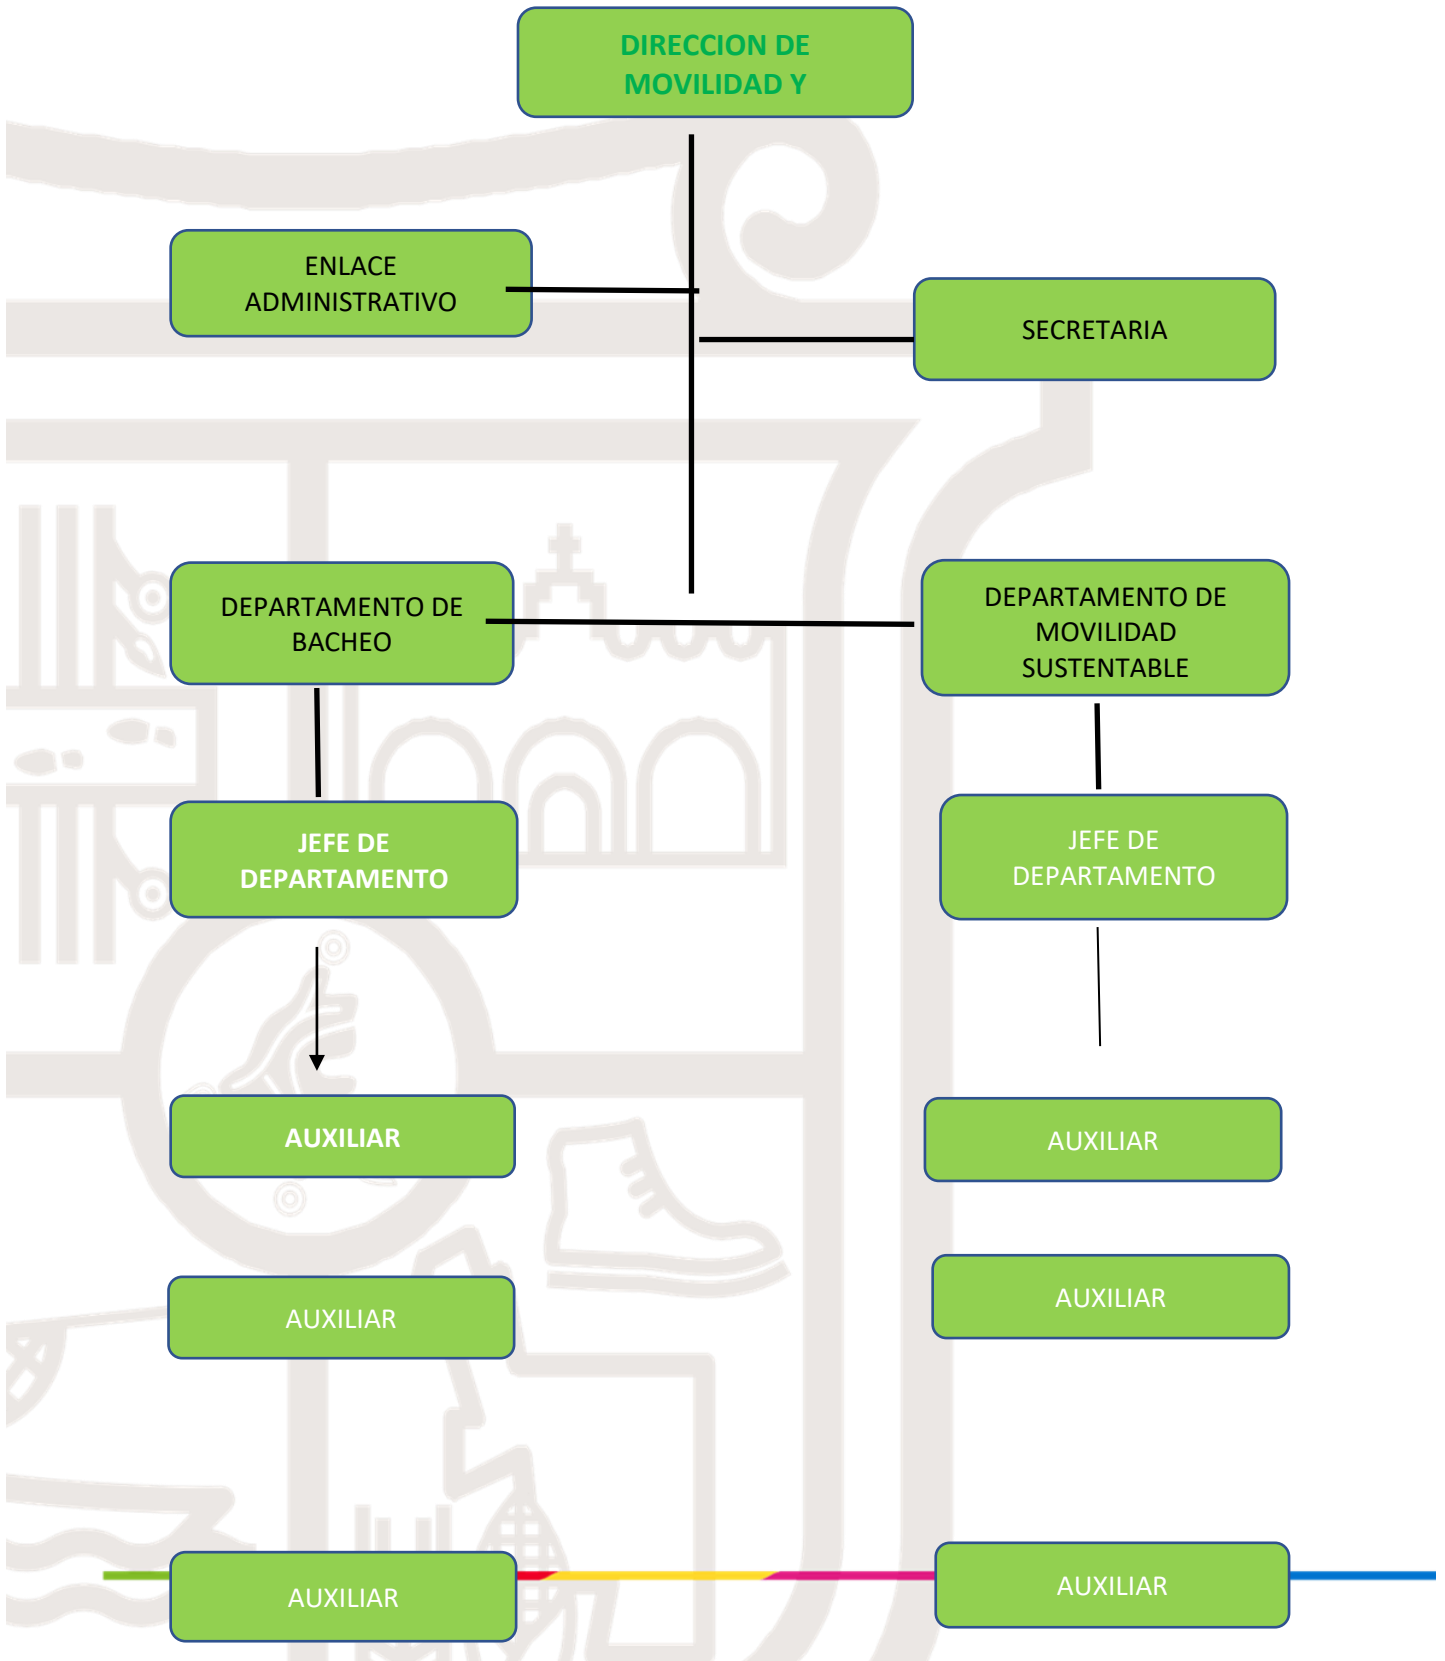 DIRECCION DE
MOVILIDAD Y
ENLACE
ADMINISTRATIVO
SECRETARIA
DEPARTAMENTO DE
BACHEO
DEPARTAMENTO DE
MOVILIDAD
SUSTENTABLE
JEFE DE
DEPARTAMENTO
JEFE DE
DEPARTAMENTO
AUXILIAR
AUXILIAR
AUXILIAR
AUXILIAR
AUXILIAR
AUXILIAR